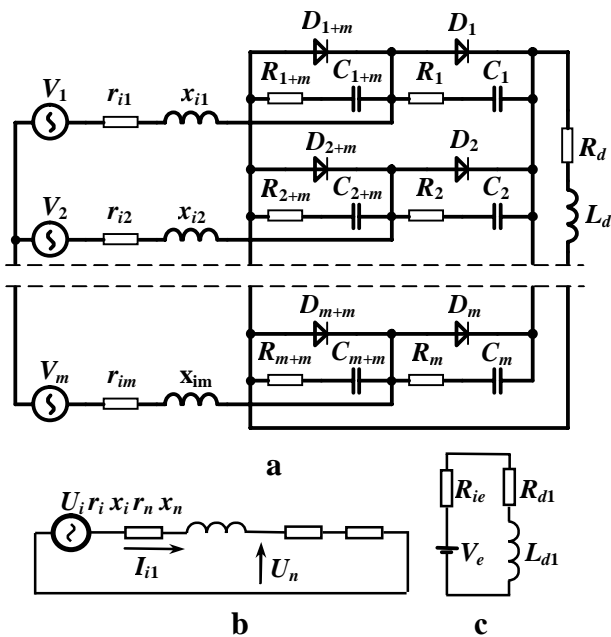 D1+m D1
R1+m C1+m R1 C1
V1 ri1 xi1
Rd
D2+m D2
R2+m C2+m R2 C2
V2 ri2 xi2
Ld
Dm+m Dm
Rm+m Cm+m Rm Cm
Vm rim xim
a
Ui ri xi rn xn
Ii1 Un
b
Rie Rd1
Ve Ld1
c